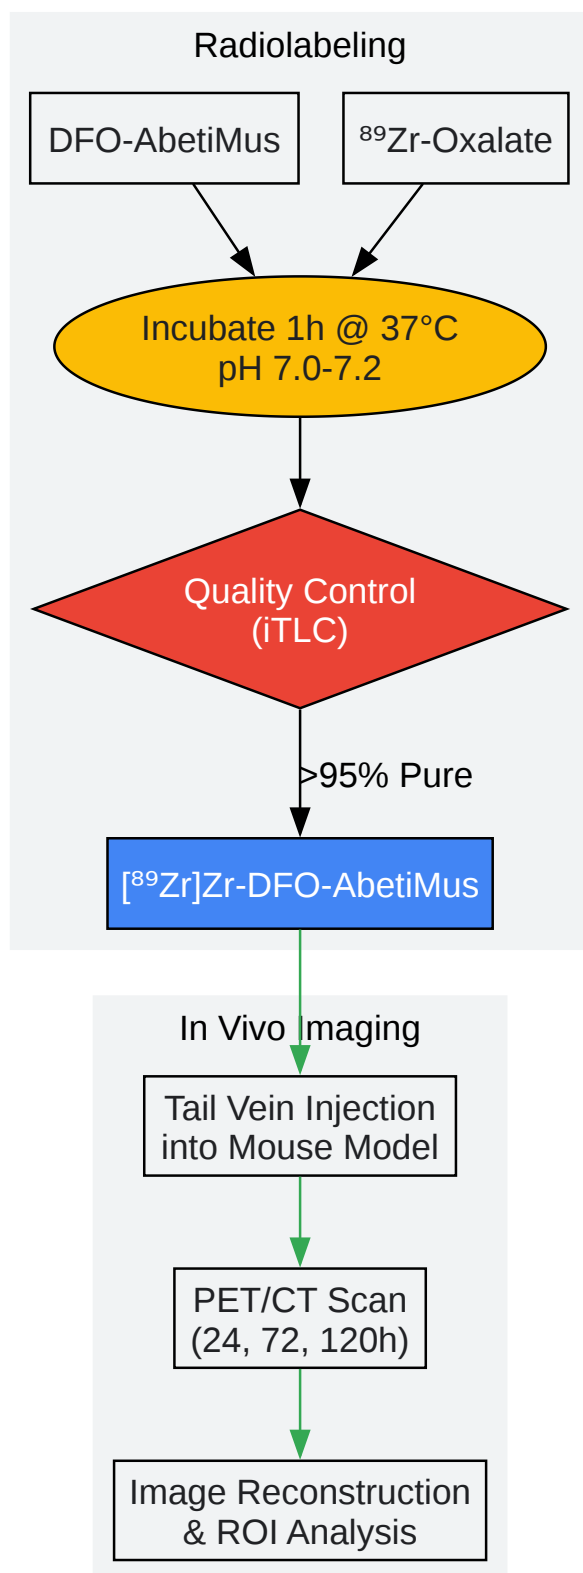 Radiolabeling
DFO-AbetiMus
⁸⁹Zr-Oxalate
Incubate 1h @ 37°C
pH 7.0-7.2
Quality Control
(iTLC)
>95% Pure
[⁸⁹Zr]Zr-DFO-AbetiMus
In Vivo Imaging
Tail Vein Injection
into Mouse Model
PET/CT Scan
(24, 72, 120h)
Image Reconstruction
& ROI Analysis